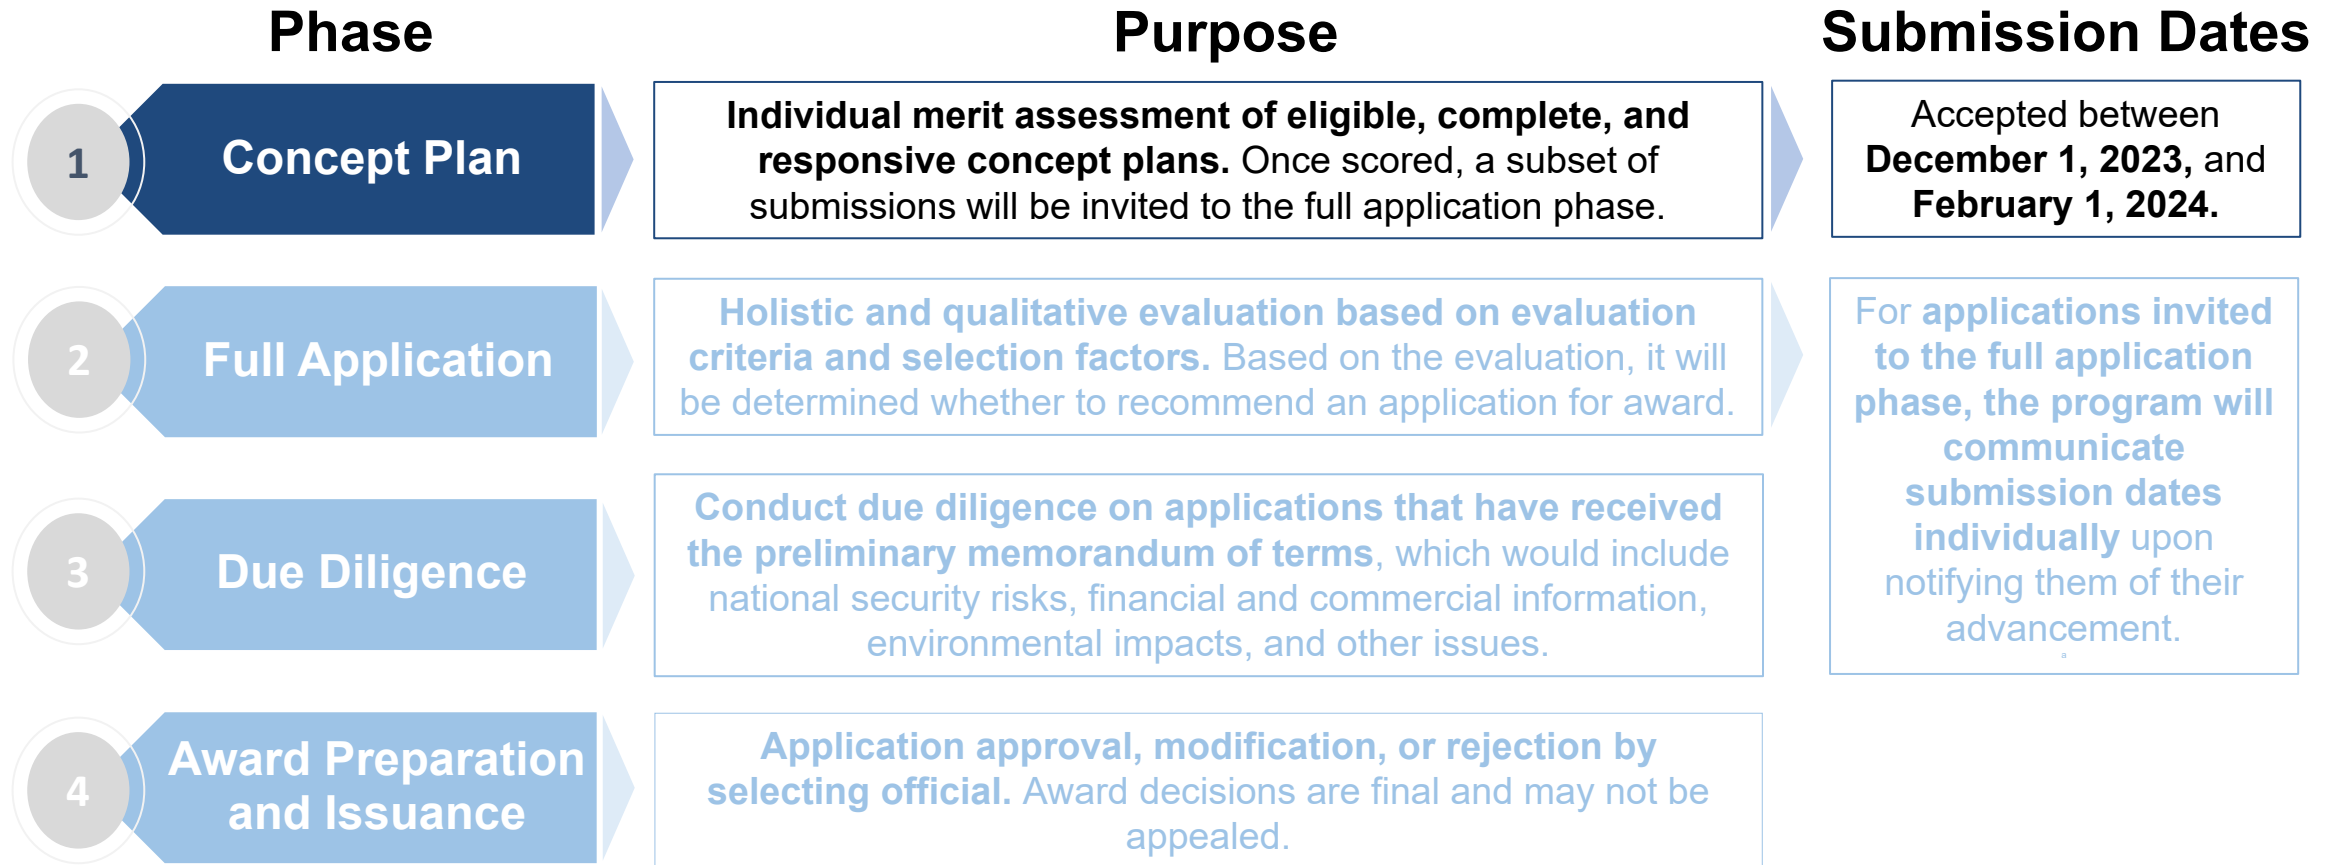 Phase
Purpose
Submission Dates
1
Concept Plan
Individual merit assessment of eligible, complete, and
responsive concept plans. Once scored, a subset of
submissions will be invited to the full application phase.
Accepted between
December 1, 2023, and
February 1, 2024.
2
Full Application
Holistic and qualitative evaluation based on evaluation
criteria and selection factors. Based on the evaluation, it will
be determined whether to recommend an application for award.
For applications invited
to the full application
phase, the program will
communicate
submission dates
individually upon
notifying them of their
advancement.
a
3
Due Diligence
Conduct due diligence on applications that have received
the preliminary memorandum of terms, which would include
national security risks, financial and commercial information,
environmental impacts, and other issues.
4
Award Preparation
and Issuance
Application approval, modification, or rejection by
selecting official. Award decisions are final and may not be
appealed.